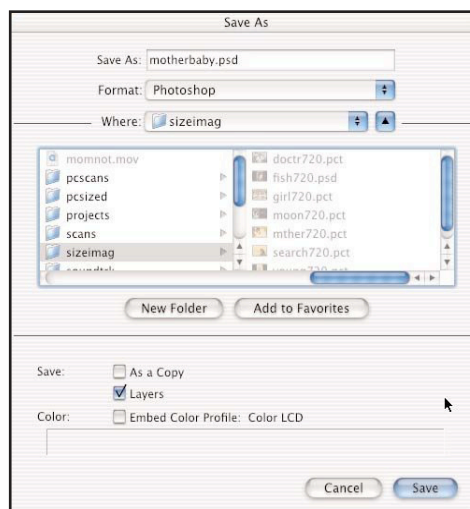 Save As
Save As: motherbaby.psd
Format: Photoshop
Where: sizeimag
momnot.mov
pcscans
pcsized
projects
scans
sizeimag
doctr720.pct
fish720.psd
girl720.pct
moon720.pct
mther720.pct
search720.pct
New Folder
Add to Favorites
Save: As a Copy
Layers
Color: Embed Color Profile: Color LCD
Cancel
Save